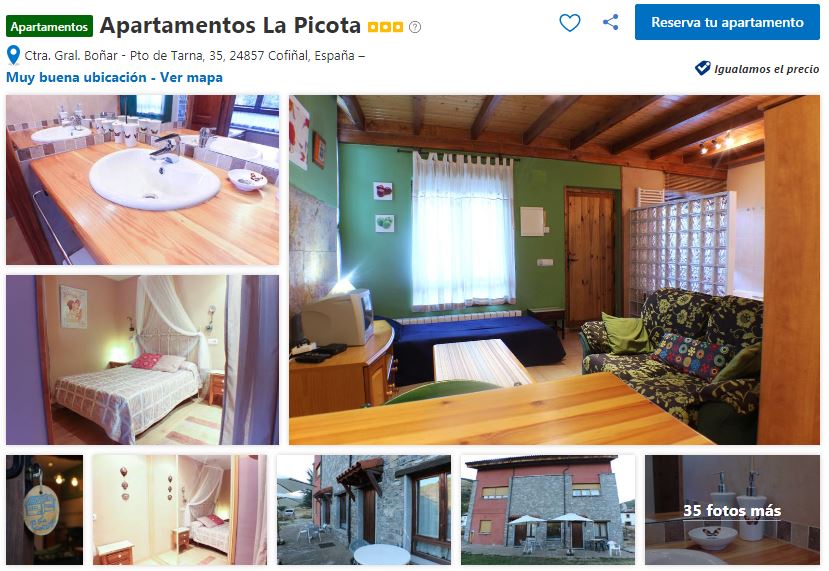 Apartamentos Apartamentos La Picota
Reserva tu apartamento
Ctra. Gral. Boñar - Pto de Tarna, 35, 24857 Cofiñal, España –
Muy buena ubicación - Ver mapa
Igualamos el precio
35 fotos más